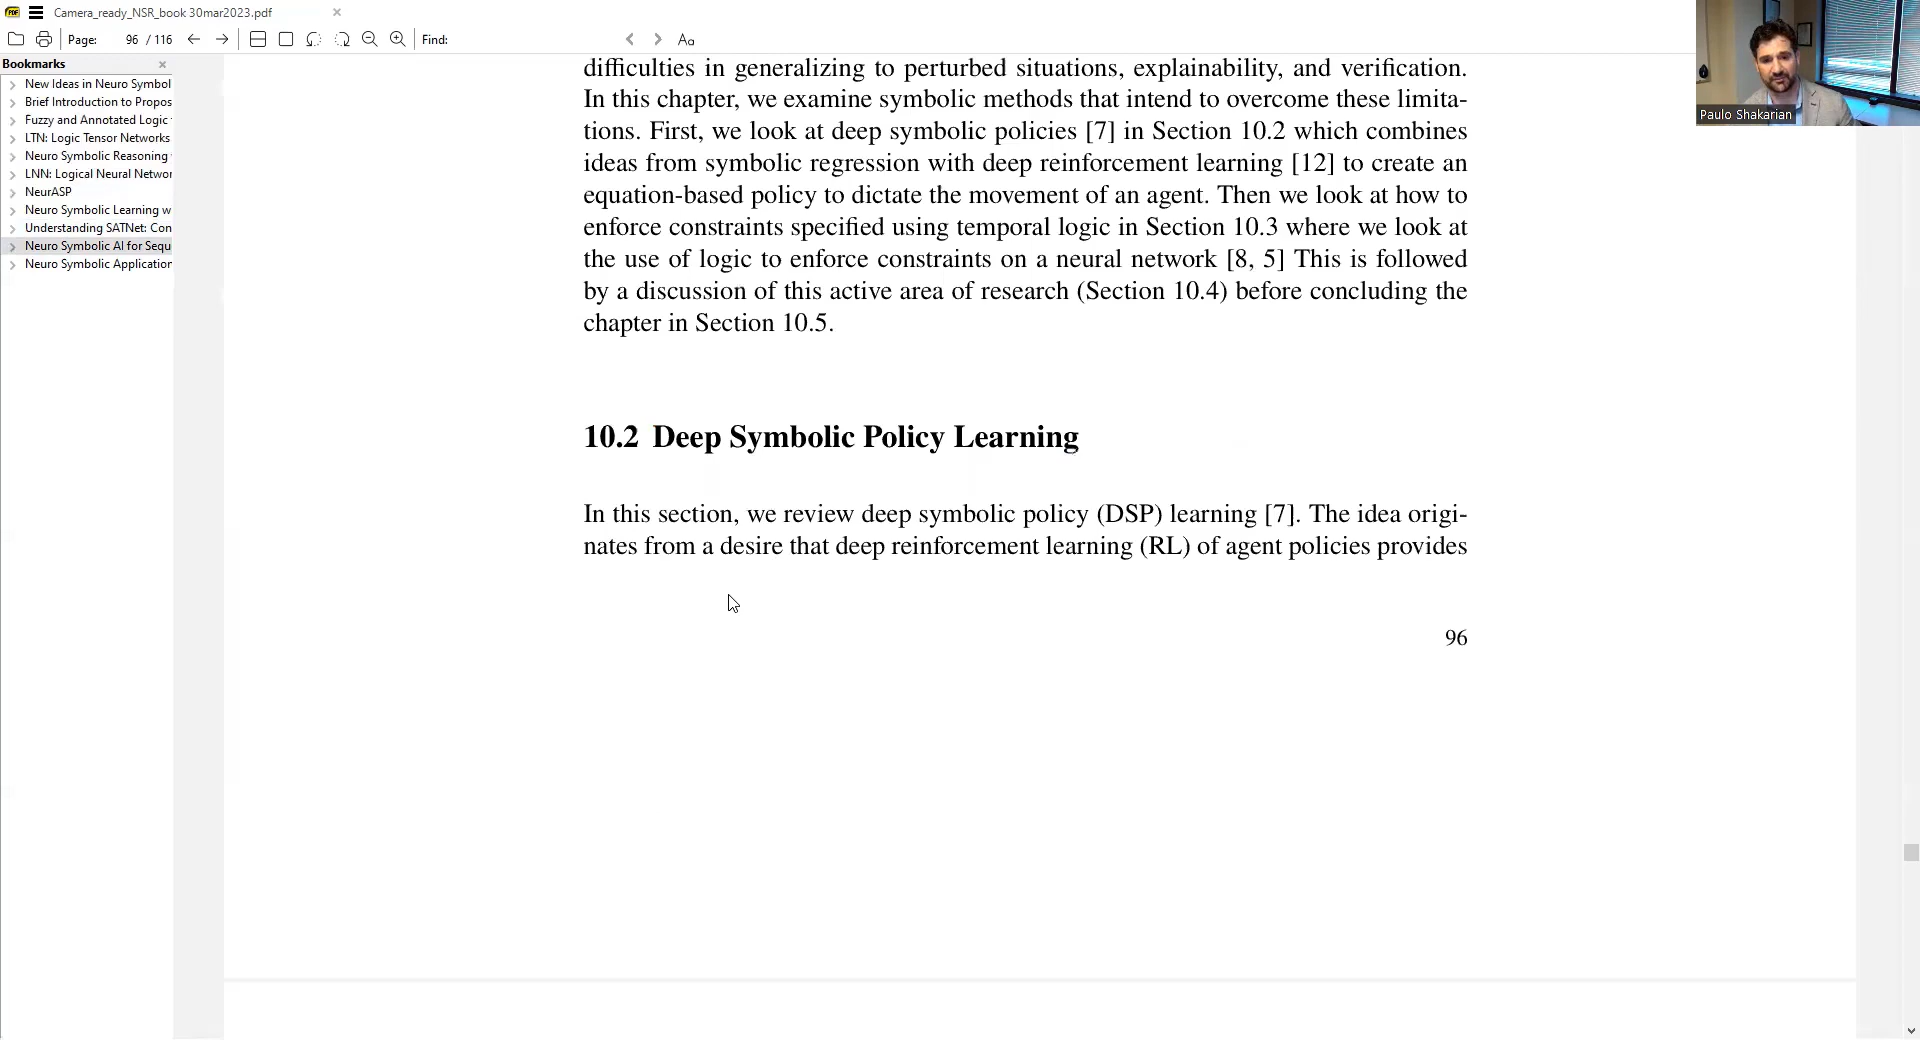 Camera_ready_NSR_book 30mar2023.pdf
Page: 96 / 116
Find:
Aa
Bookmarks
New Ideas in Neuro Symbol
Brief Introduction to Propos
Fuzzy and Annotated Logic
LTN: Logic Tensor Networks
Neuro Symbolic Reasoning
LNN: Logical Neural Networ
NeurASP
Neuro Symbolic Learning w
Understanding SATNet: Con
Neuro Symbolic AI for Sequ
Neuro Symbolic Application
difficulties in generalizing to perturbed situations, explainability, and verification.
In this chapter, we examine symbolic methods that intend to overcome these limita-
tions. First, we look at deep symbolic policies [7] in Section 10.2 which combines
ideas from symbolic regression with deep reinforcement learning [12] to create an
equation-based policy to dictate the movement of an agent. Then we look at how to
enforce constraints specified using temporal logic in Section 10.3 where we look at
the use of logic to enforce constraints on a neural network [8, 5] This is followed
by a discussion of this active area of research (Section 10.4) before concluding the
chapter in Section 10.5.
10.2 Deep Symbolic Policy Learning
In this section, we review deep symbolic policy (DSP) learning [7]. The idea origi-
nates from a desire that deep reinforcement learning (RL) of agent policies provides
96
Paulo Shakarian